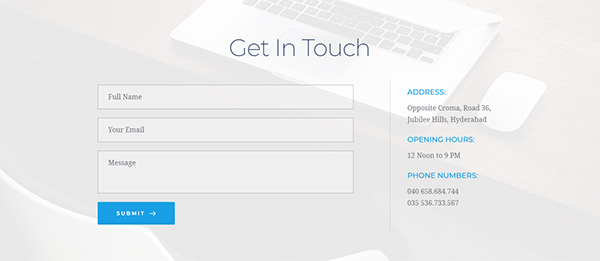 Get In Touch
Full Name
Your Email
Message
SUBMIT
ADDRESS:
Opposite Croma, Road 36,
Jubilee Hills, Hyderabad
OPENING HOURS:
12 Noon to 9 PM
PHONE NUMBERS:
040 658.684.744
035 536.733.567